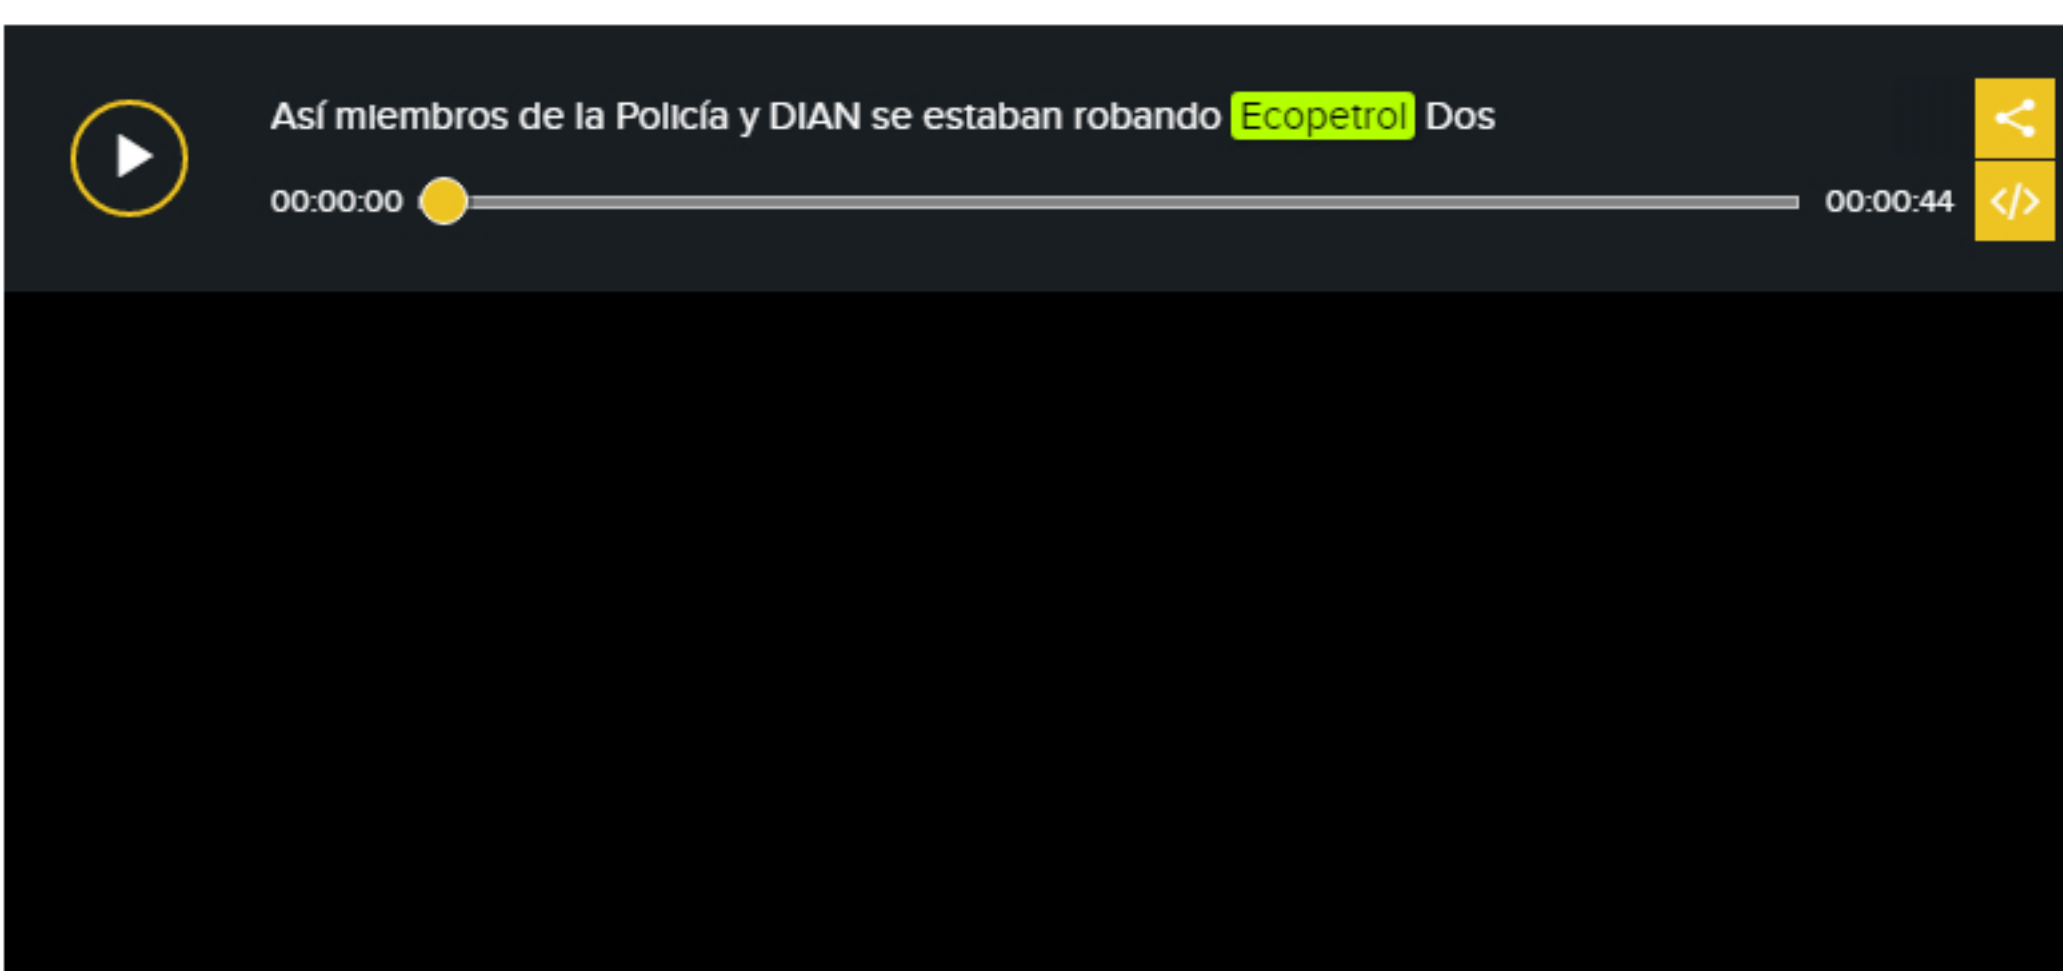 Así miembros de la Policía y DIAN se estaban robando Ecopetrol Dos
00:00:00 00:00:44